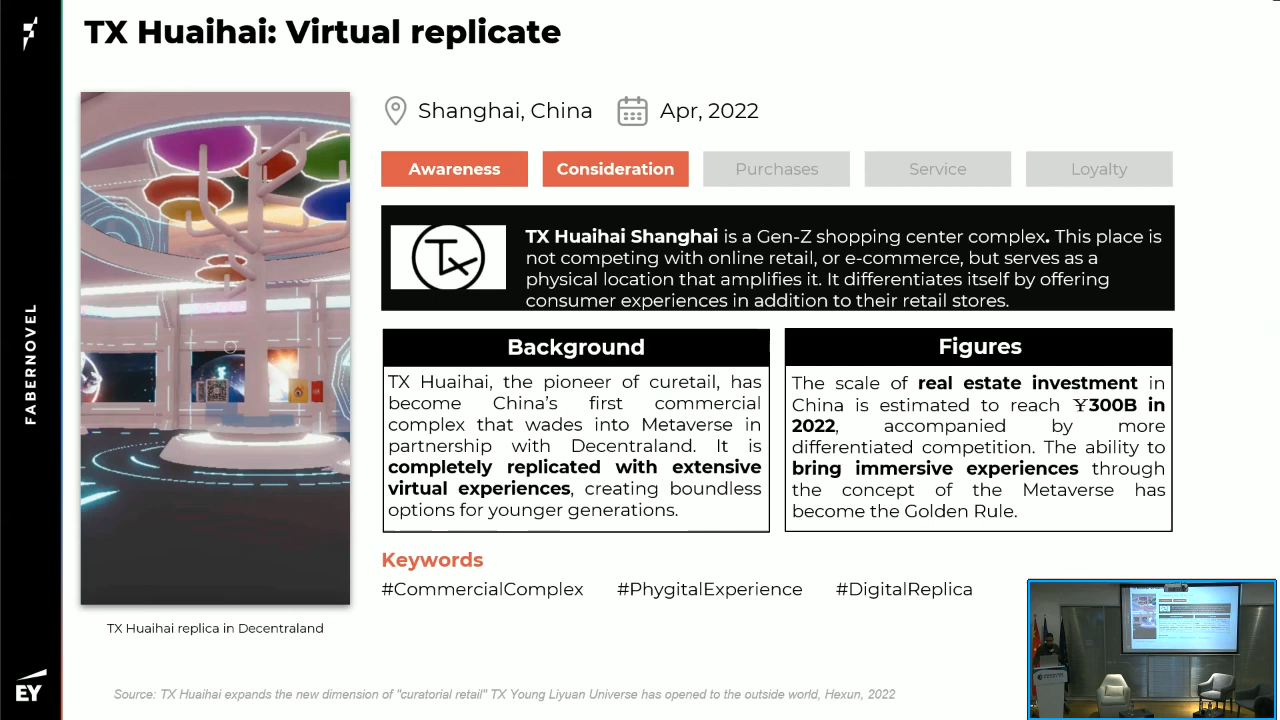 TX Huaihai: Virtual replicate
Shanghai, China
Apr, 2022
Awareness
Consideration
Purchases
Service
Loyalty
TX Huaihai Shanghai is a Gen-Z shopping center complex. This place is
not competing with online retail, or e-commerce, but serves as a
physical location that amplifies it. It differentiates itself by offering
consumer experiences in addition to their retail stores.
Background
TX Huaihai, the pioneer of curetail, has
become China's first commercial
complex that wades into Metaverse in
partnership with Decentraland. It is
completely replicated with extensive
virtual experiences, creating boundless
options for younger generations.
Figures
The scale of real estate investment in
China is estimated to reach ¥300B in
2022, accompanied by more
differentiated competition. The ability to
bring immersive experiences through
the concept of the Metaverse has
become the Golden Rule.
Keywords
#CommercialComplex
#PhygitalExperience
#DigitalReplica
TX Huaihai replica in Decentraland
Source: TX Huaihai expands the new dimension of "curatorial retail" TX Young Liyuan Universe has opened to the outside world, Hexun, 2022
FABERNOVEL
EY